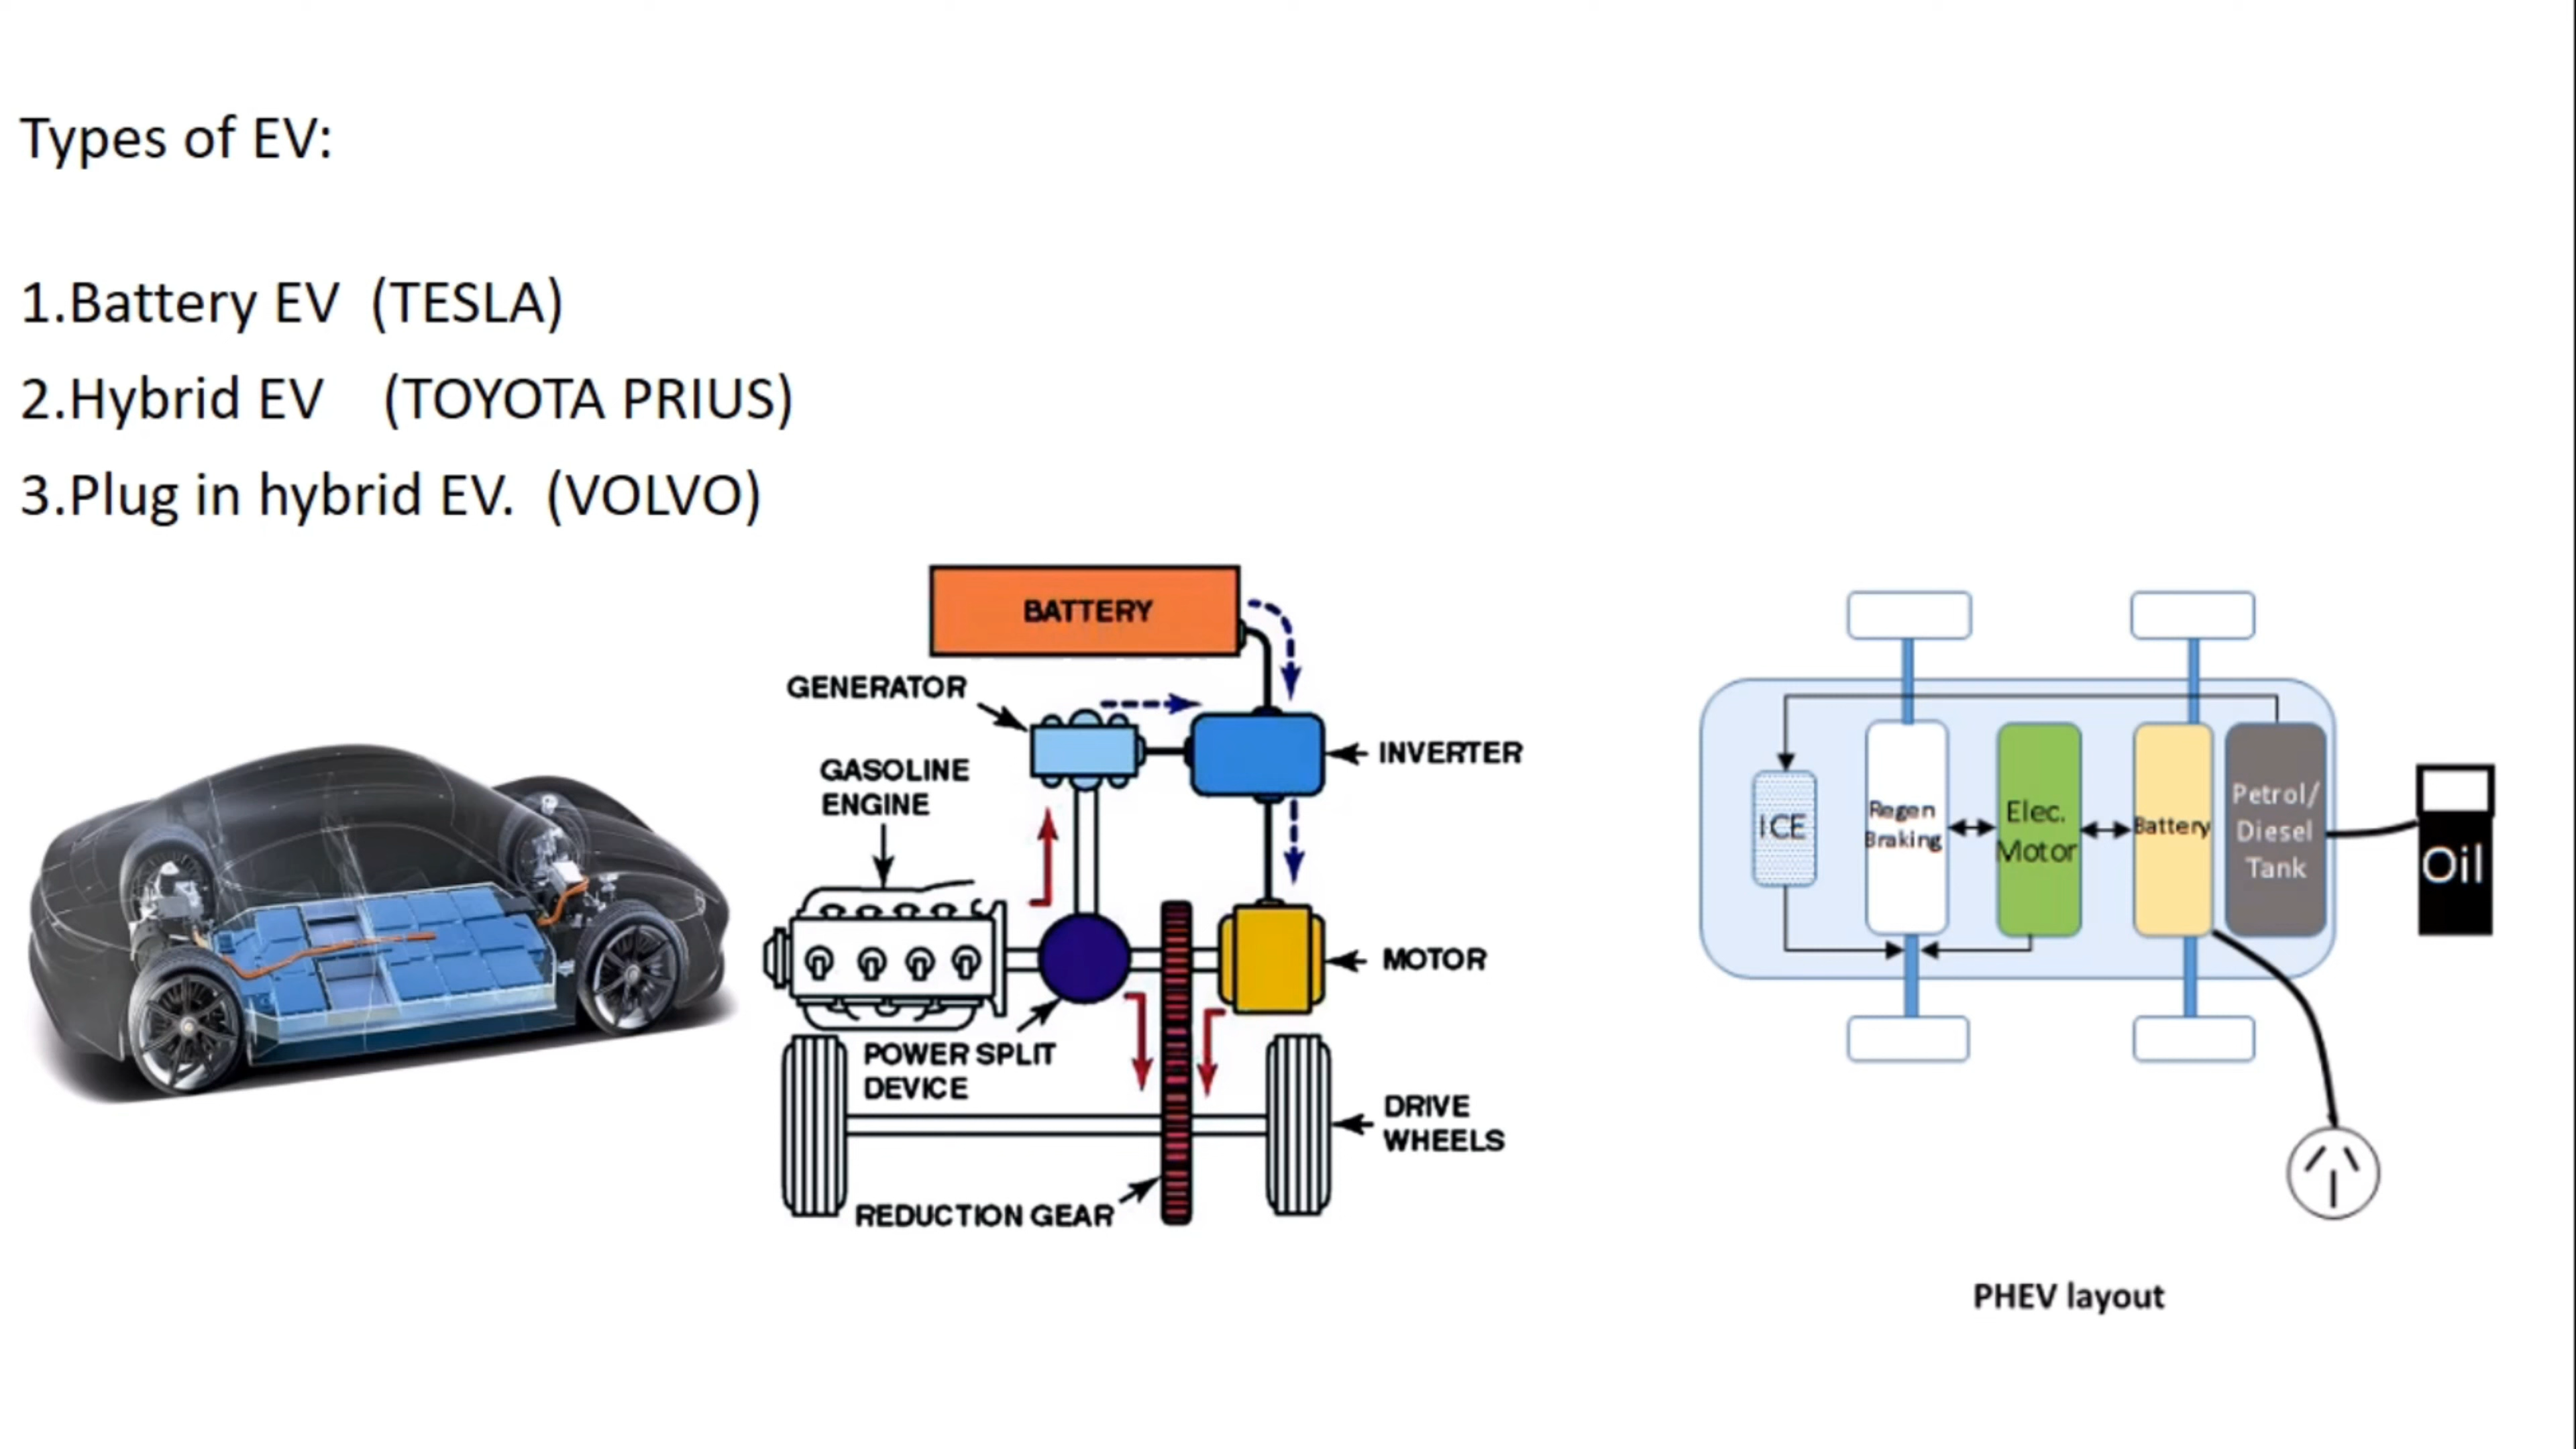 Types of EV:
1.Battery EV (TESLA)
2.Hybrid EV (TOYOTA PRIUS)
3.Plug in hybrid EV. (VOLVO)
BATTERY
GENERATOR
GASOLINE
ENGINE
INVERTER
MOTOR
POWER SPLIT
DEVICE
DRIVE
WHEELS
REDUCTION GEAR
ICE
Regen
Braking
Elec.
Motor
Battery
Petrol/
Diesel
Tank
Oil
PHEV layout